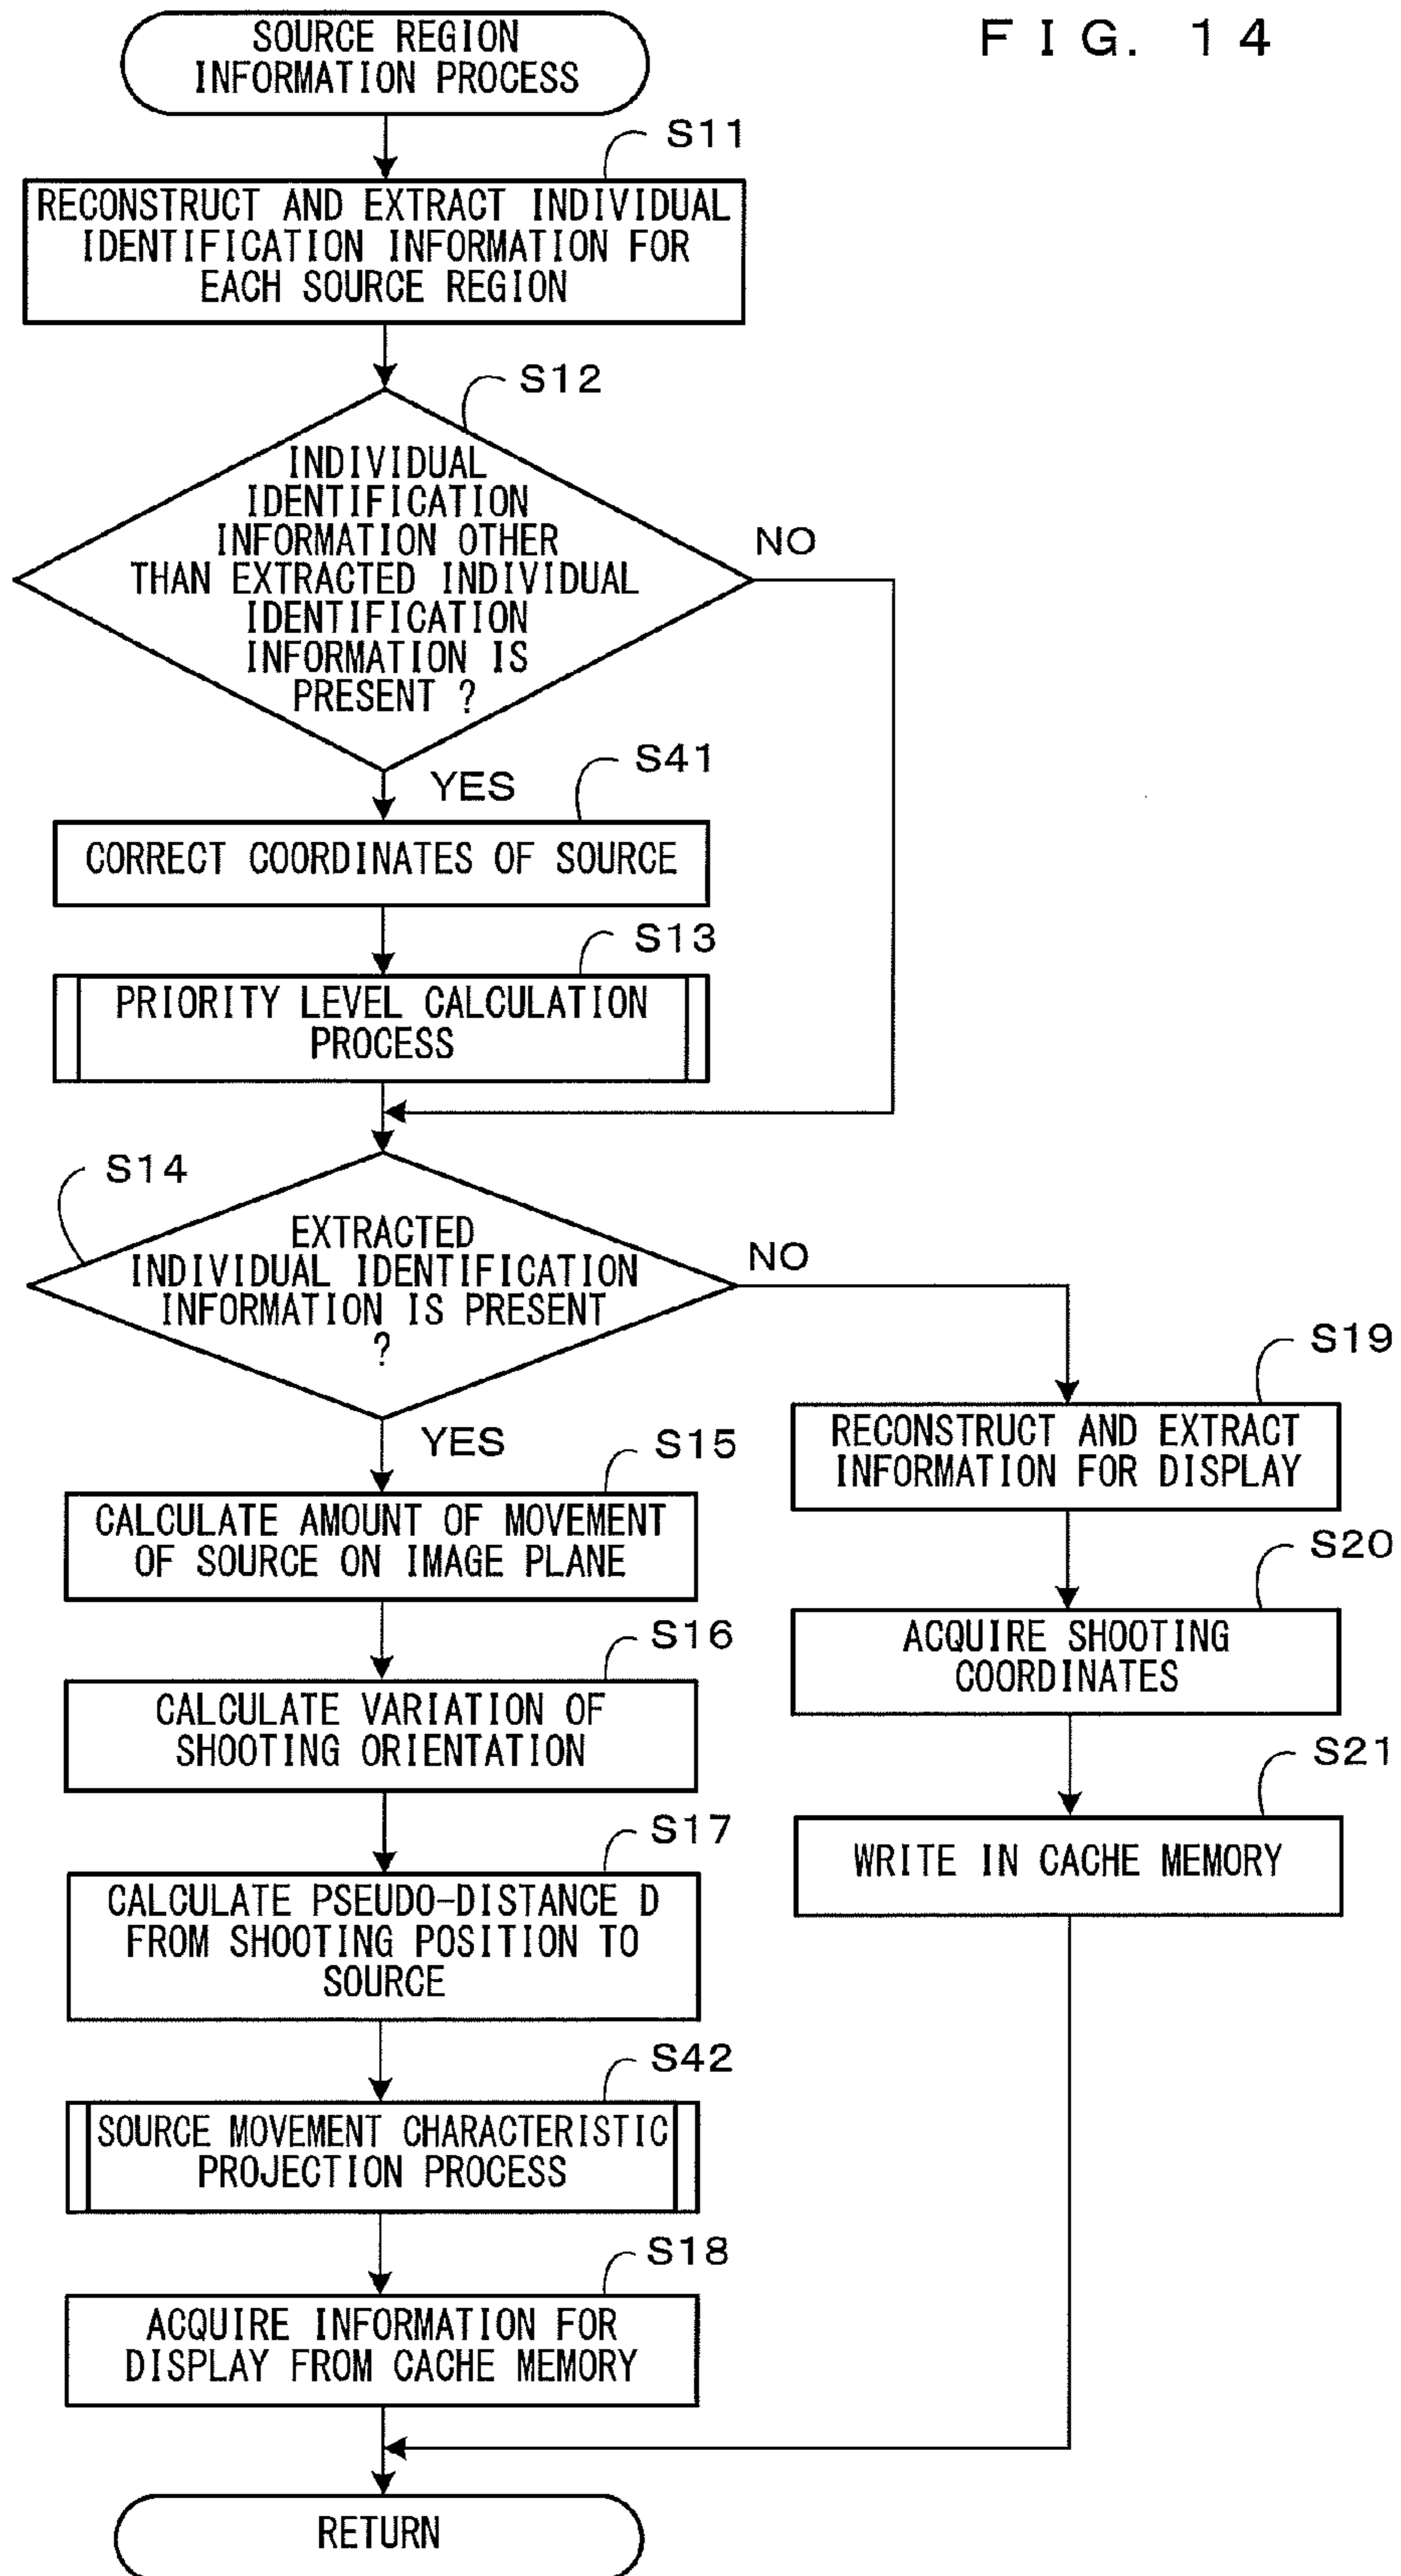 FIG. 14
SOURCE REGION
INFORMATION PROCESS
S11
RECONSTRUCT AND EXTRACT INDIVIDUAL
IDENTIFICATION INFORMATION FOR
EACH SOURCE REGION
S12
INDIVIDUAL
IDENTIFICATION
INFORMATION OTHER
THAN EXTRACTED INDIVIDUAL
IDENTIFICATION
INFORMATION IS
PRESENT ?
NO
YES
S41
CORRECT COORDINATES OF SOURCE
S13
PRIORITY LEVEL CALCULATION
PROCESS
S14
EXTRACTED
INDIVIDUAL IDENTIFICATION
INFORMATION IS PRESENT
?
NO
YES
S15
CALCULATE AMOUNT OF MOVEMENT
OF SOURCE ON IMAGE PLANE
S16
CALCULATE VARIATION OF
SHOOTING ORIENTATION
S17
CALCULATE PSEUDO-DISTANCE D
FROM SHOOTING POSITION TO
SOURCE
S42
SOURCE MOVEMENT CHARACTERISTIC
PROJECTION PROCESS
S18
ACQUIRE INFORMATION FOR
DISPLAY FROM CACHE MEMORY
S19
RECONSTRUCT AND EXTRACT
INFORMATION FOR DISPLAY
S20
ACQUIRE SHOOTING
COORDINATES
S21
WRITE IN CACHE MEMORY
RETURN